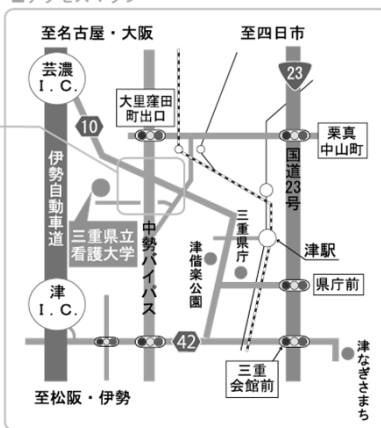 至名古屋・大阪
至四日市
芸濃
I.C.
23
大里窪田
町出口
10
栗真
中山町
伊勢自動車道
国道23号
三重県立
看護大学
中勢バイパス
三重県庁
津偕楽公園
津駅
津
I.C.
県庁前
42
津なぎさまち
三重
会館前
至松阪・伊勢